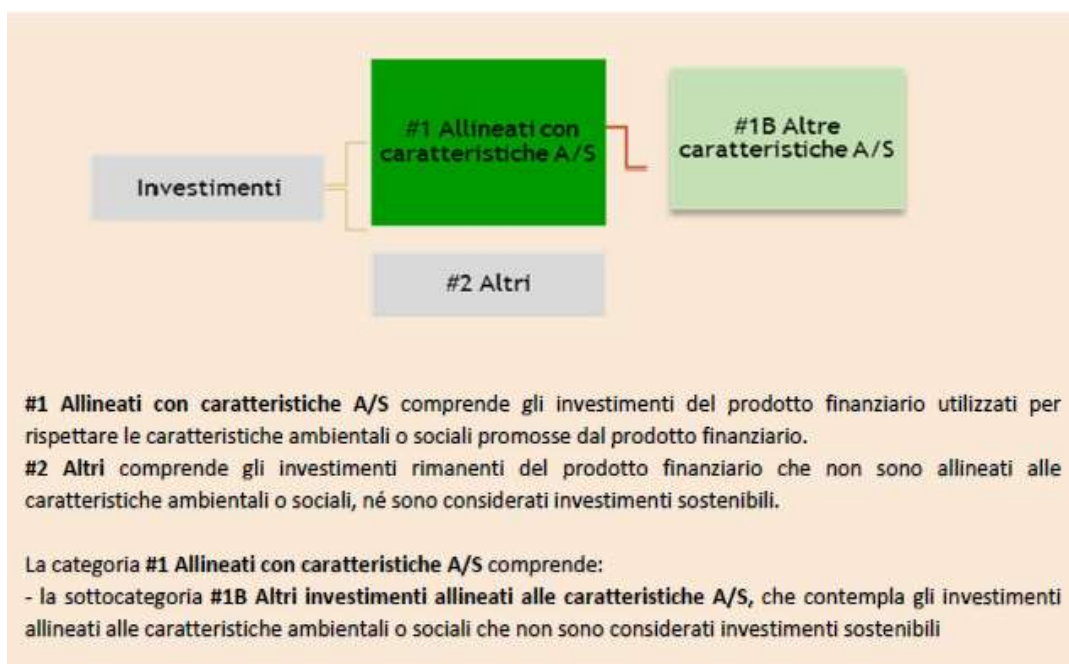 #1 Allineati con
caratteristiche A/S
#1B Altre
caratteristiche A/S
Investimenti
#2 Altri
#1 Allineati con caratteristiche A/S comprende gli investimenti del prodotto finanziario utilizzati per
rispettare le caratteristiche ambientali o sociali promosse dal prodotto finanziario.
#2 Altri comprende gli investimenti rimanenti del prodotto finanziario che non sono allineati alle
caratteristiche ambientali o sociali, né sono considerati investimenti sostenibili.
La categoria #1 Allineati con caratteristiche A/S comprende:
- la sottocategoria #1B Altri investimenti allineati alle caratteristiche A/S, che contempla gli investimenti
allineati alle caratteristiche ambientali o sociali che non sono considerati investimenti sostenibili